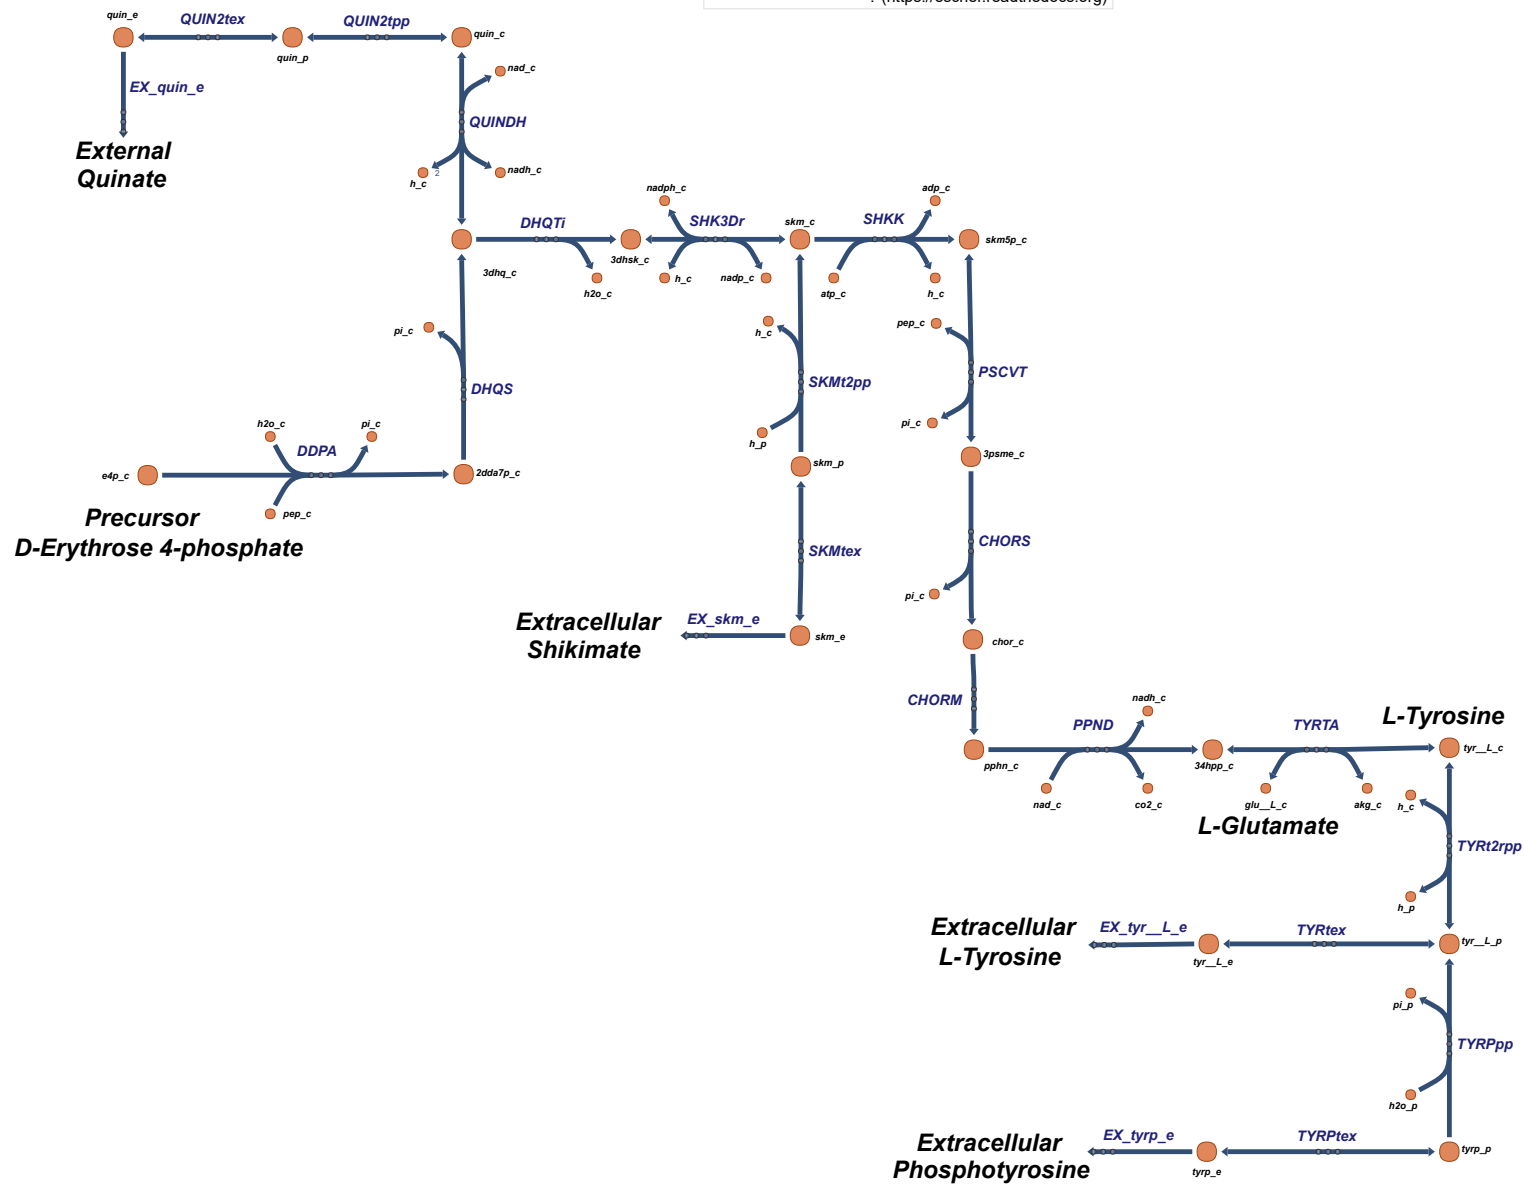 ? (https://escher.readthedocs.org)
quin_e
QUIN2tex
quin_p
QUIN2tpp
quin_c
EX_quin_e
External
Quinate
nad_c
QUINDH
h_c
2
nadh_c
3dhq_c
DHQTi
h2o_c
3dhsk_c
nadph_c
SHK3Dr
h_c
nadp_c
skm_c
SHKK
adp_c
atp_c
h_c
skm5p_c
pi_c
DHQS
h2o_c
DDPA
pi_c
e4p_c
pep_c
2dda7p_c
Precursor
D-Erythrose 4-phosphate
h_c
SKMt2pp
h_p
skm_p
SKMtex
Extracellular
Shikimate
EX_skm_e
skm_e
pep_c
PSCVT
pi_c
3psme_c
CHORS
pi_c
chor_c
CHORM
pphn_c
PPND
nadh_c
nad_c
co2_c
34hpp_c
TYRTA
glu__L_c
akg_c
L-Glutamate
L-Tyrosine
tyr__L_c
h_c
TYRt2rpp
h_p
Extracellular
L-Tyrosine
EX_tyr__L_e
tyr__L_e
TYRtex
tyr__L_p
pi_p
TYRPpp
h2o_p
Extracellular
Phosphotyrosine
EX_tyrp_e
tyrp_e
TYRPtex
tyrp_p